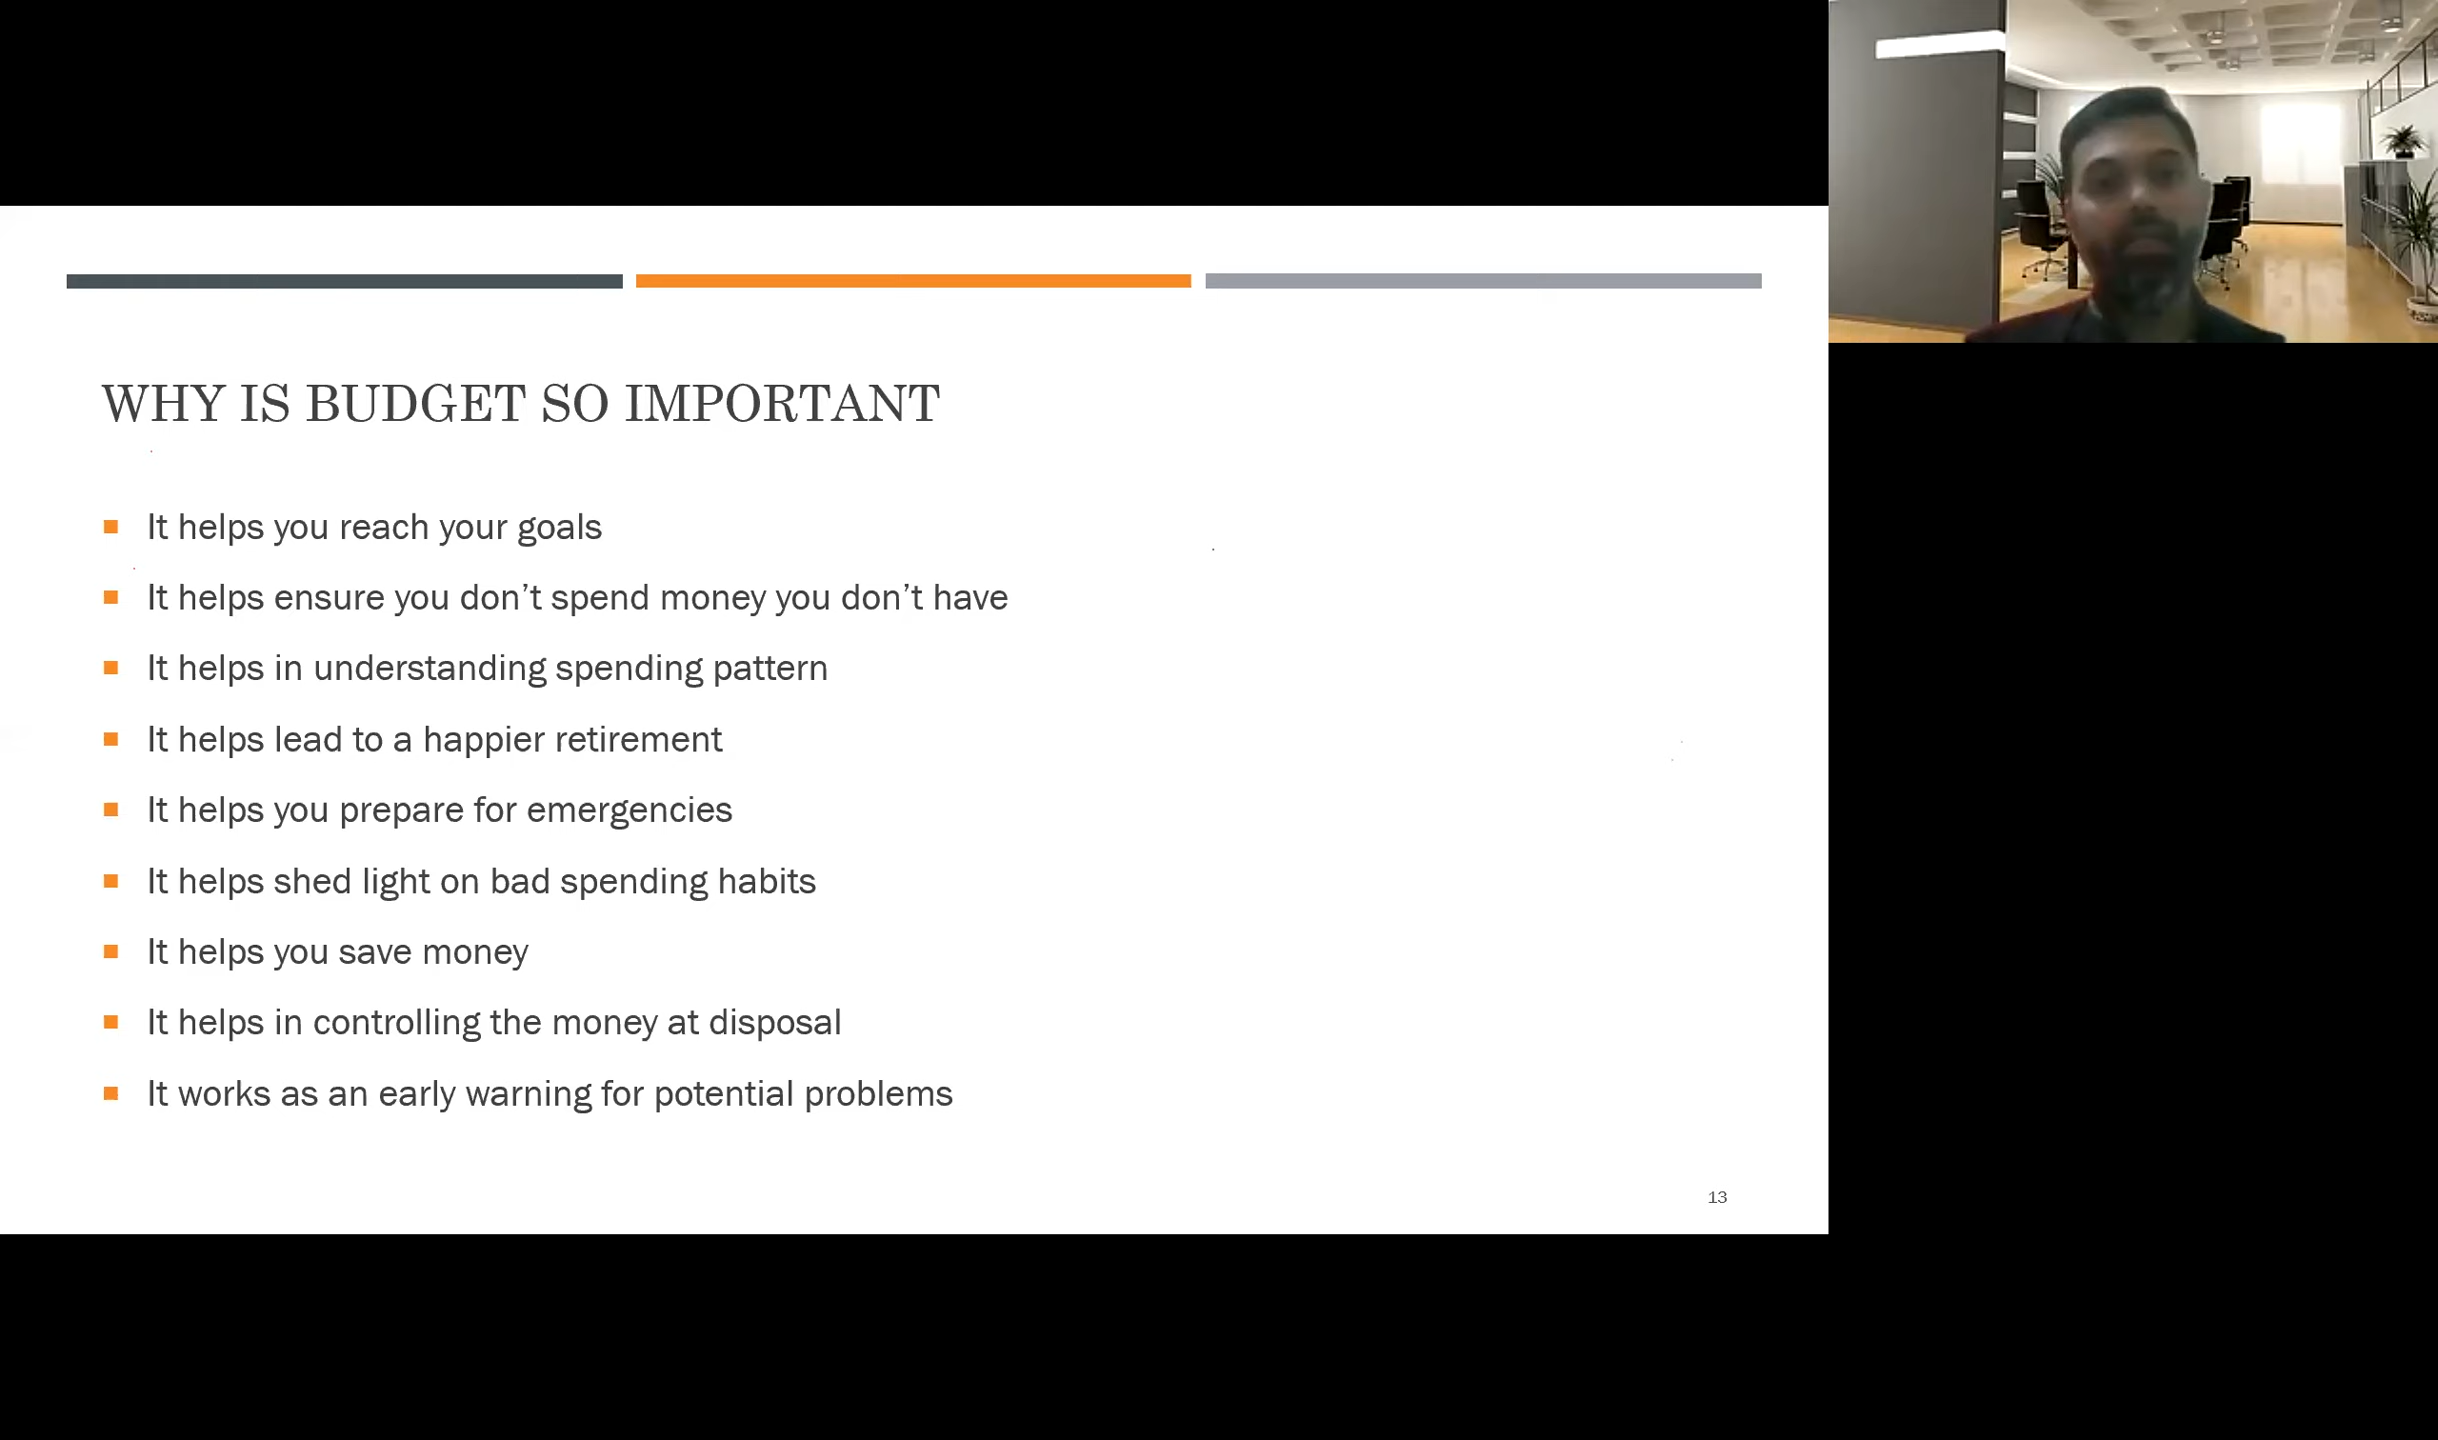 WHY IS BUDGET SO IMPORTANT
It helps you reach your goals
It helps ensure you don’t spend money you don’t have
It helps in understanding spending pattern
It helps lead to a happier retirement
It helps you prepare for emergencies
It helps shed light on bad spending habits
It helps you save money
It helps in controlling the money at disposal
It works as an early warning for potential problems
13